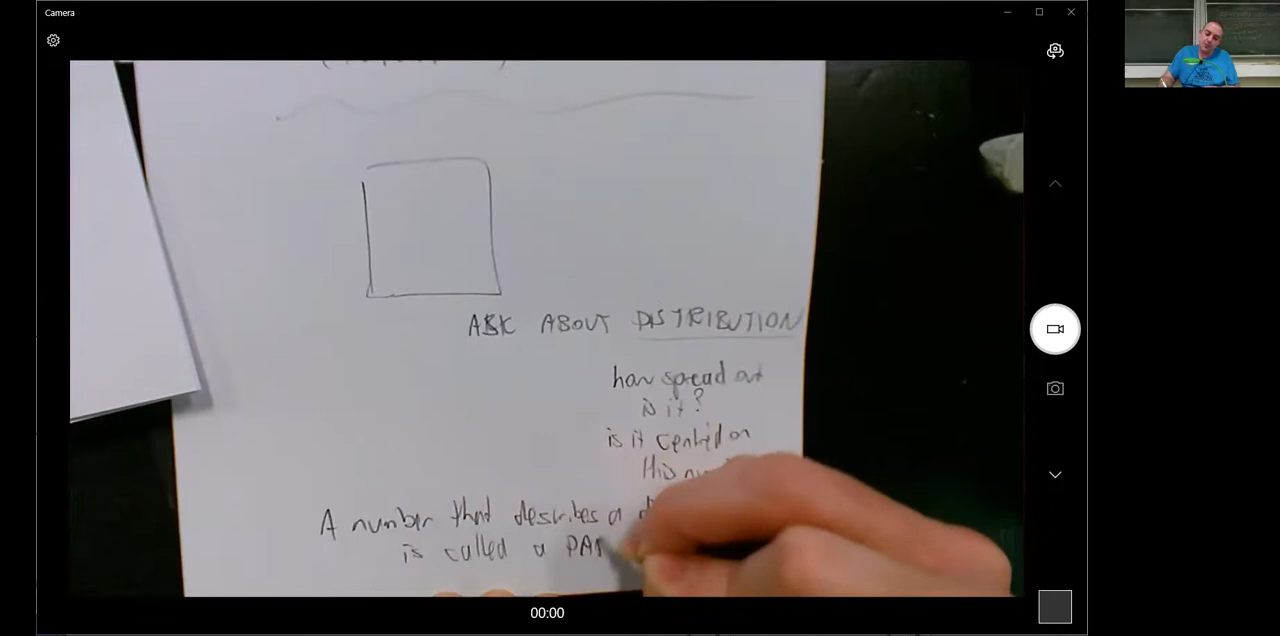 Camera
ASK ABOUT DISTRIBUTION
how spread out
is it?
is it centred on
this
A number that describes a
is called a PAR
00:00